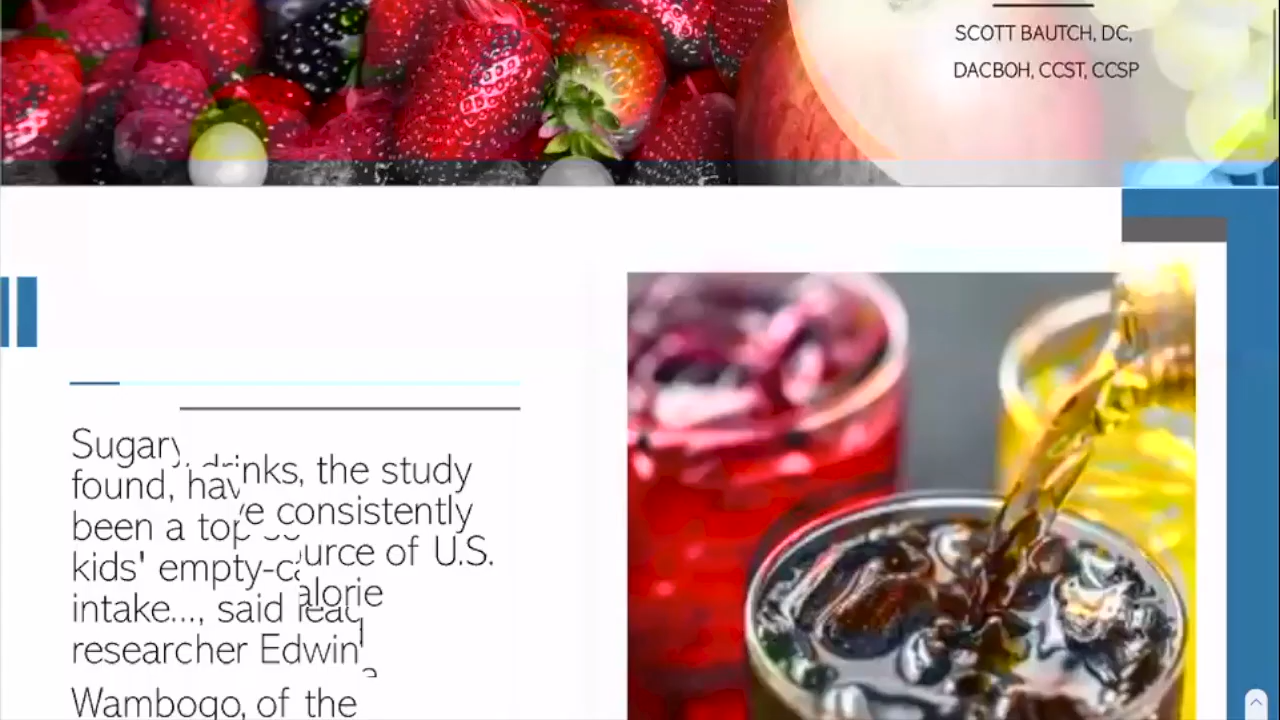 SCOTT BAUTCH, DC,
DACBOH, CCST, CCSP
Sugary drinks, the study
found, have consistently
been a top source of U.S.
kids' empty-calorie
intake..., said lead
researcher Edwin
Wambogo, of the